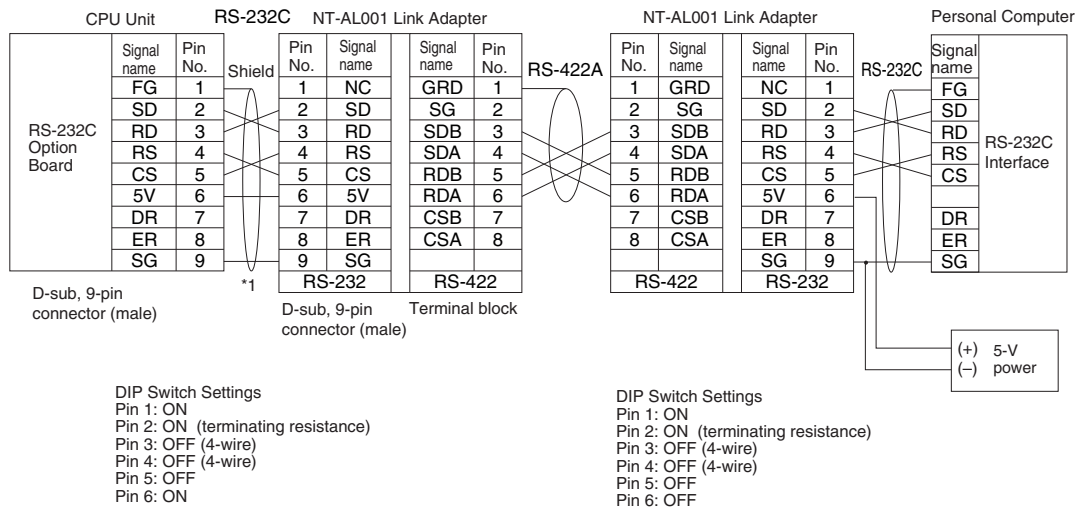 CPU Unit RS-232C NT-AL001 Link Adapter NT-AL001 Link Adapter Personal Computer
Signal name Pin No. Shield Pin No. Signal name Signal name Pin No. RS-422A Pin No. Signal name Signal name Pin No. RS-232C Signal name
FG 1 1 NC GRD 1 1 GRD NC 1 FG
SD 2 2 SD SG 2 2 SG SD 2 SD
RS-232C Option Board RD 3 3 RD SDB 3 3 SDB RD 3 RD RS-232C Interface
RS 4 4 RS SDA 4 4 SDA RS 4 RS
CS 5 5 CS RDB 5 5 RDB CS 5 CS
5V 6 6 5V RDA 6 6 RDA 5V 6
DR 7 7 DR CSB 7 7 CSB DR 7 DR
ER 8 8 ER CSA 8 8 CSA ER 8 ER
SG 9 9 SG SG 9 SG
*1 RS-232 RS-422 RS-422 RS-232
D-sub, 9-pin
connector (male)
D-sub, 9-pin
connector (male)
Terminal block
(+) 5-V
(–) power
DIP Switch Settings
Pin 1: ON
Pin 2: ON (terminating resistance)
Pin 3: OFF (4-wire)
Pin 4: OFF (4-wire)
Pin 5: OFF
Pin 6: ON
DIP Switch Settings
Pin 1: ON
Pin 2: ON (terminating resistance)
Pin 3: OFF (4-wire)
Pin 4: OFF (4-wire)
Pin 5: OFF
Pin 6: OFF